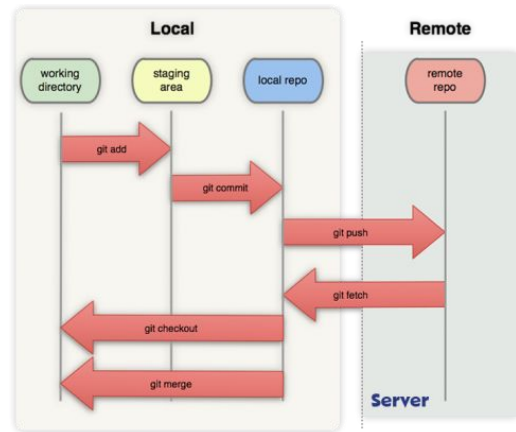 Local
Remote
working
directory
staging
area
local repo
remote
repo
git add
git commit
git push
git fetch
git checkout
git merge
Server